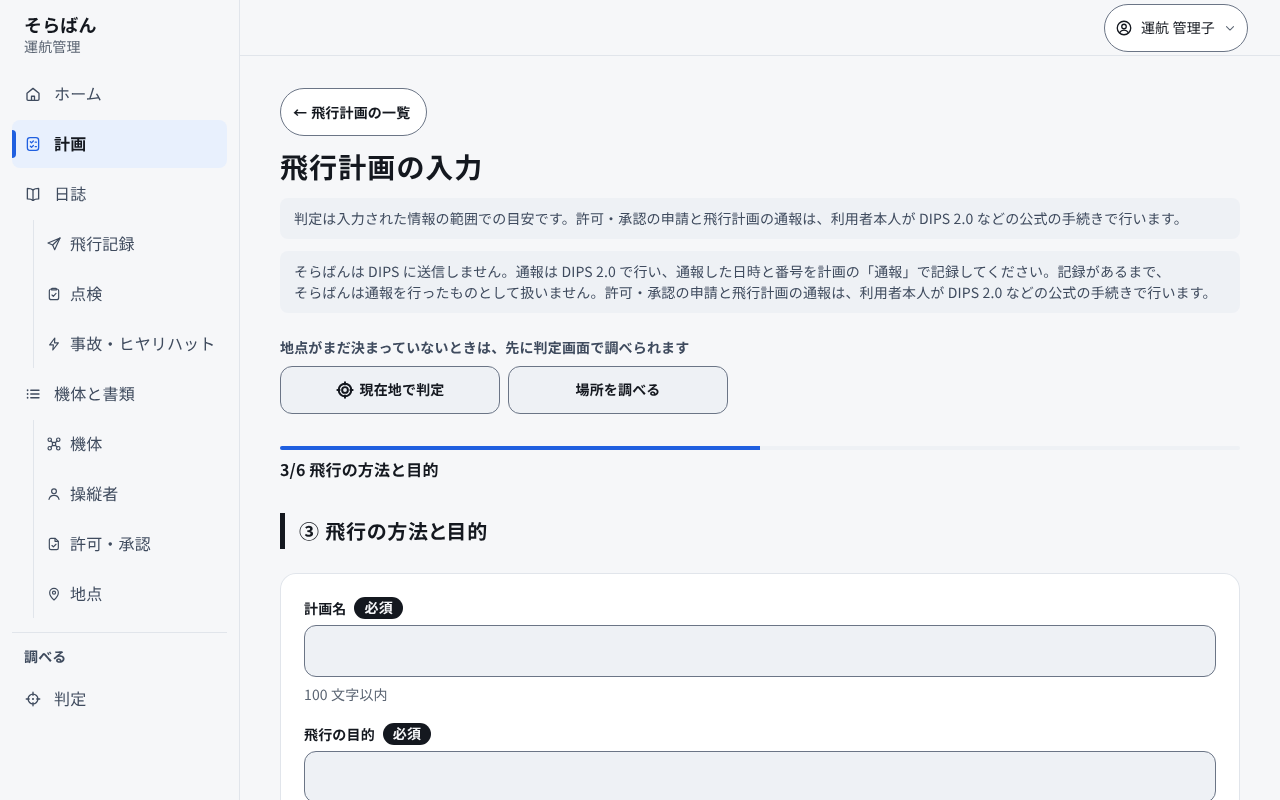 そらばん
運航管理
運航 管理子
ホーム
計画
日誌
飛行記録
点検
事故・ヒヤリハット
機体と書類
機体
操縦者
許可・承認
地点
調べる
判定
← 飛行計画の一覧
飛行計画の入力
判定は入力された情報の範囲での目安です。許可・承認の申請と飛行計画の通報は、利用者本人が DIPS 2.0 などの公式の手続きで行います。
そらばんは DIPS に送信しません。通報は DIPS 2.0 で行い、通報した日時と番号を計画の「通報」で記録してください。記録があるまで、
そらばんは通報を行ったものとして扱いません。許可・承認の申請と飛行計画の通報は、利用者本人が DIPS 2.0 などの公式の手続きで行います。
地点がまだ決まっていないときは、先に判定画面で調べられます
現在地で判定
場所を調べる
3/6 飛行の方法と目的
③ 飛行の方法と目的
計画名 必須
100 文字以内
飛行の目的 必須